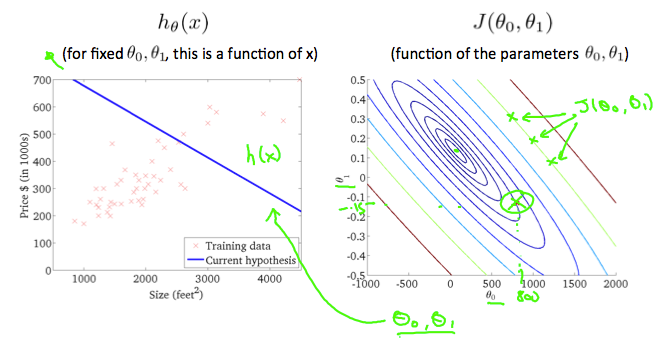 hθ(x)
(for fixed θ₀, θ₁, this is a function of x)
700
600
500
400
300
200
100
0
Price $ (in 1000s)
1000
2000
3000
4000
Size (feet²)
× Training data
Current hypothesis
h(x)
J(θ₀, θ₁)
(function of the parameters θ₀, θ₁)
0.5
0.4
0.3
0.2
0.1
0
-0.1
-0.2
-0.3
-0.4
-0.5
θ₁
-.15
-1000
-500
0
500
1000
1500
2000
θ₀
800
J(θ₀, θ₁)
θ₀, θ₁